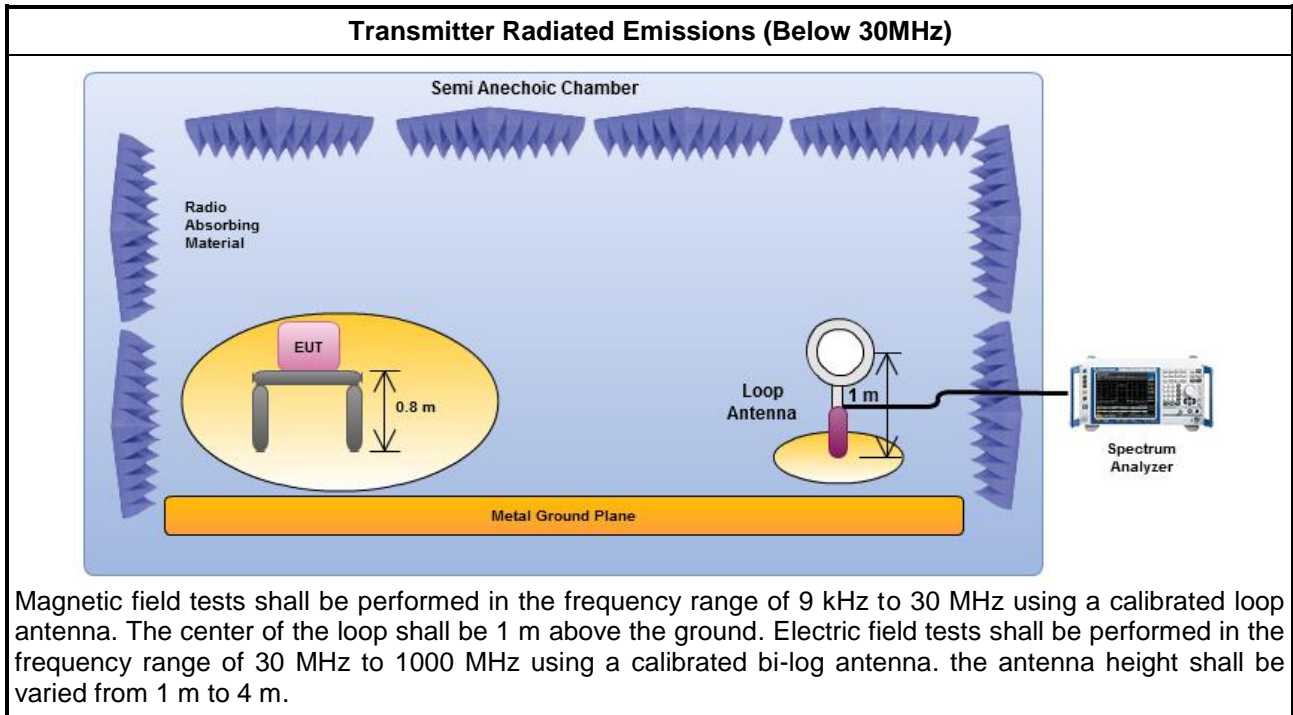 Transmitter Radiated Emissions (Below 30MHz)
Semi Anechoic Chamber
Radio
Absorbing
Material
EUT
0.8 m
Loop
Antenna
1 m
Spectrum
Analyzer
Metal Ground Plane
Magnetic field tests shall be performed in the frequency range of 9 kHz to 30 MHz using a calibrated loop
antenna. The center of the loop shall be 1 m above the ground. Electric field tests shall be performed in the
frequency range of 30 MHz to 1000 MHz using a calibrated bi-log antenna. the antenna height shall be
varied from 1 m to 4 m.